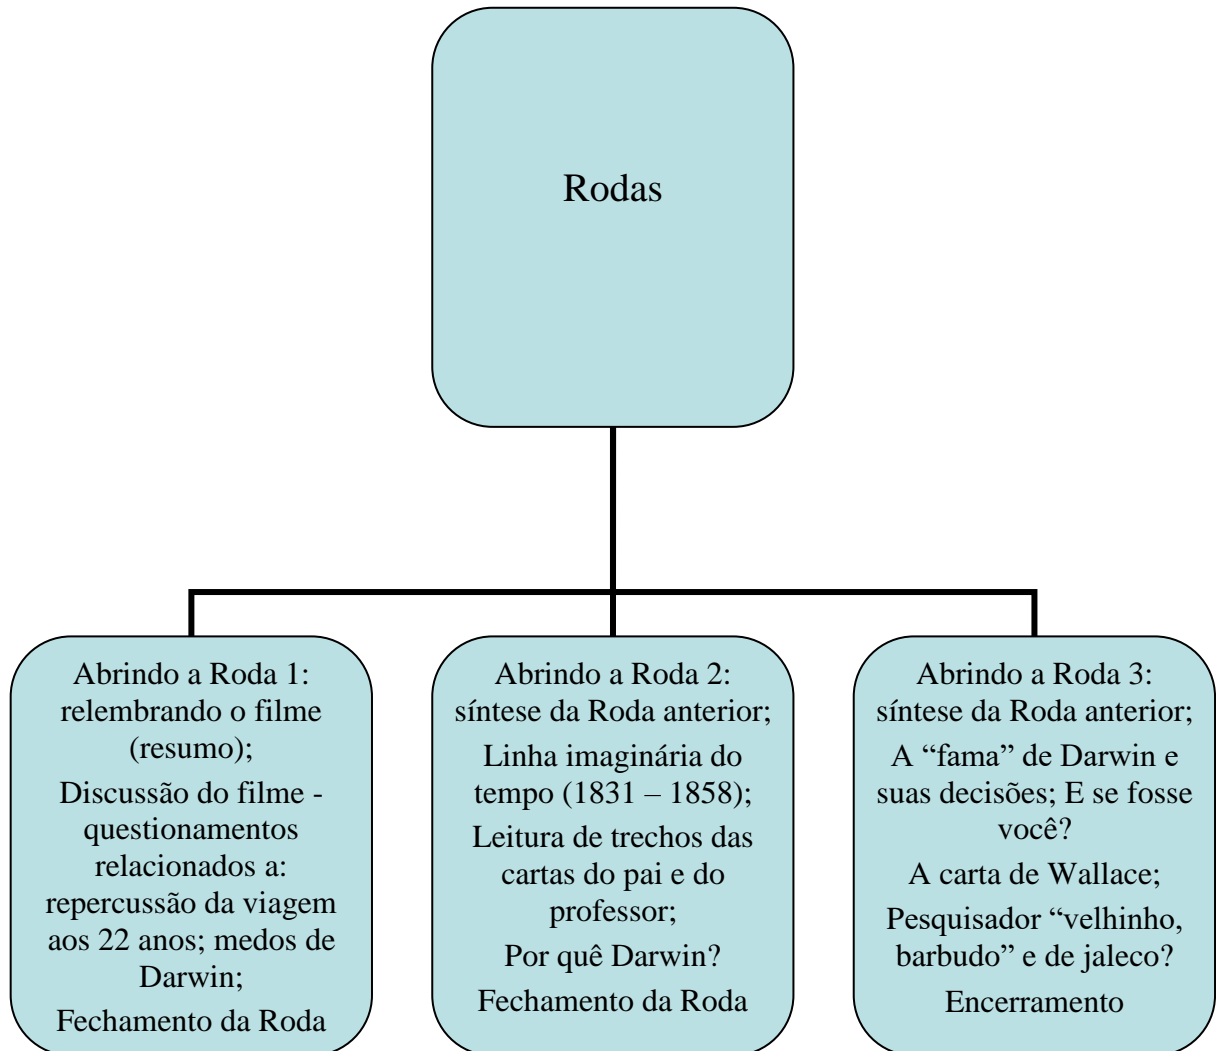 Rodas
Abrindo a Roda 1:
relembrando o filme
(resumo);
Discussão do filme -
questionamentos
relacionados a:
repercussão da viagem
aos 22 anos; medos de
Darwin;
Fechamento da Roda
Abrindo a Roda 2:
síntese da Roda anterior;
Linha imaginária do
tempo (1831 – 1858);
Leitura de trechos das
cartas do pai e do
professor;
Por quê Darwin?
Fechamento da Roda
Abrindo a Roda 3:
síntese da Roda anterior;
A “fama” de Darwin e
suas decisões; E se fosse
você?
A carta de Wallace;
Pesquisador “velhinho,
barbudo” e de jaleco?
Encerramento